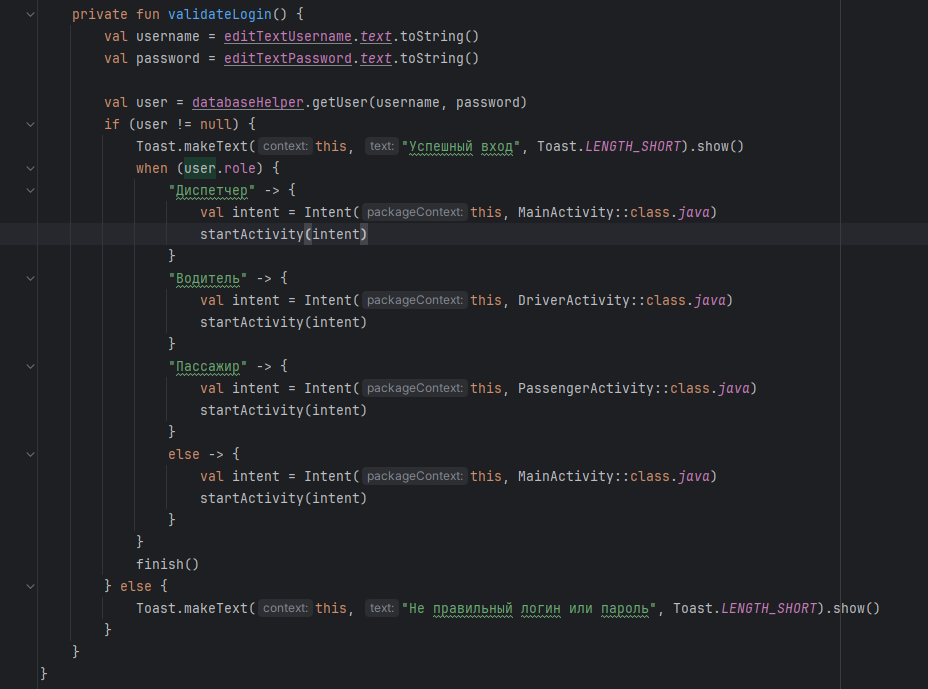 private fun validateLogin() {
val username = editTextUsername.text.toString()
val password = editTextPassword.text.toString()
val user = databaseHelper.getUser(username, password)
if (user != null) {
Toast.makeText( context: this, text: "Успешный вход", Toast.LENGTH_SHORT).show()
when (user.role) {
"Диспетчер" -> {
val intent = Intent( packageContext: this, MainActivity::class.java)
startActivity(intent)
}
"Водитель" -> {
val intent = Intent( packageContext: this, DriverActivity::class.java)
startActivity(intent)
}
"Пассажир" -> {
val intent = Intent( packageContext: this, PassengerActivity::class.java)
startActivity(intent)
}
else -> {
val intent = Intent( packageContext: this, MainActivity::class.java)
startActivity(intent)
}
}
finish()
} else {
Toast.makeText( context: this, text: "Не правильный логин или пароль", Toast.LENGTH_SHORT).show()
}
}
}